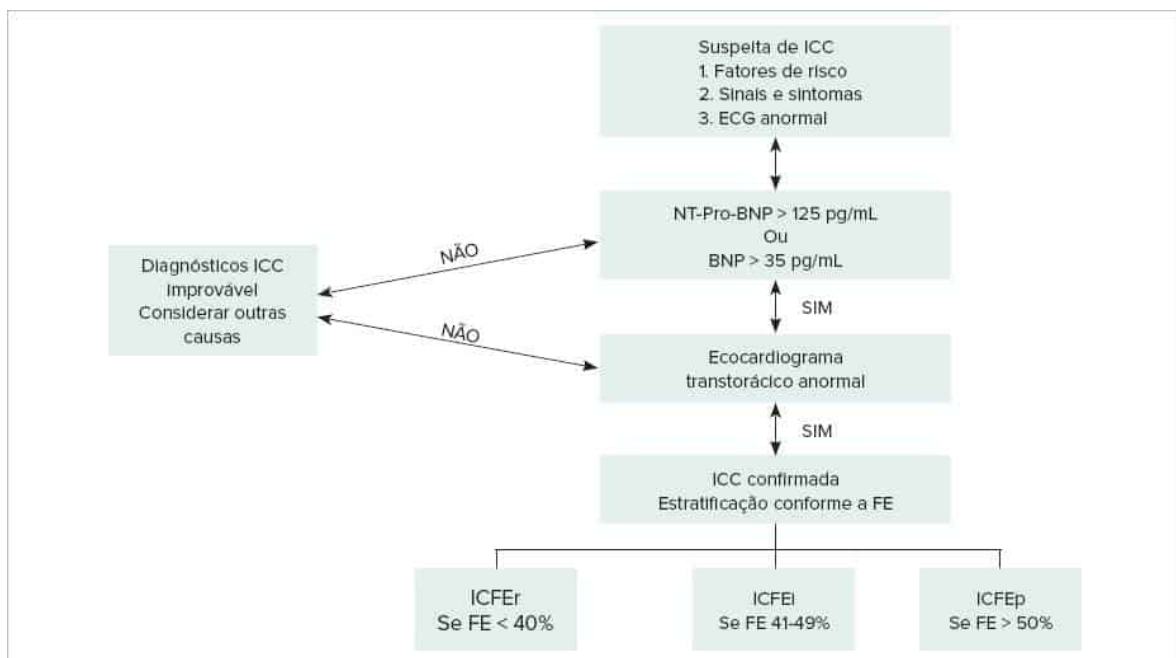 Suspeita de ICC
1. Fatores de risco
2. Sinais e sintomas
3. ECG anormal
NT-Pro-BNP > 125 pg/mL
Ou
BNP > 35 pg/mL
NÃO
Diagnósticos ICC
improvável
Considerar outras
causas
SIM
NÃO
Ecocardiograma
transtorácico anormal
SIM
ICC confirmada
Estratificação conforme a FE
ICFEr
Se FE < 40%
ICFEI
Se FE 41-49%
ICFEp
Se FE > 50%